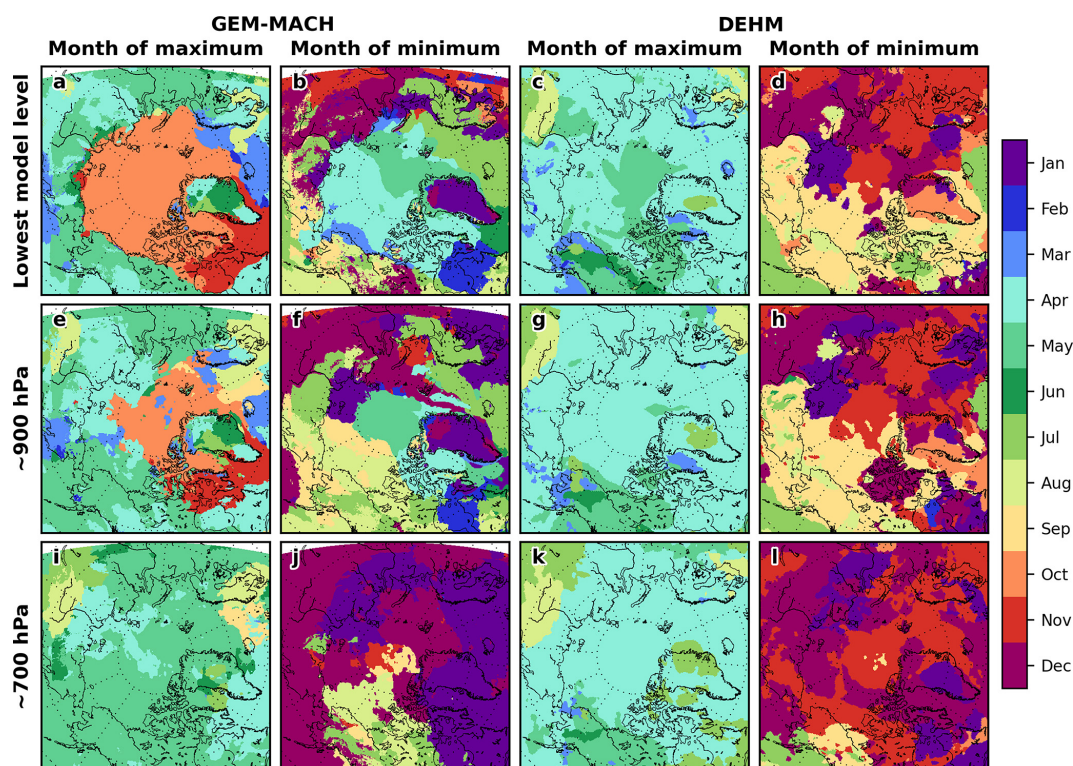 GEM-MACH DEHM
Month of maximum Month of minimum Month of maximum Month of minimum
Lowest model level
a b c d
~900 hPa
e f g h
~700 hPa
i j k l
Jan
Feb
Mar
Apr
May
Jun
Jul
Aug
Sep
Oct
Nov
Dec